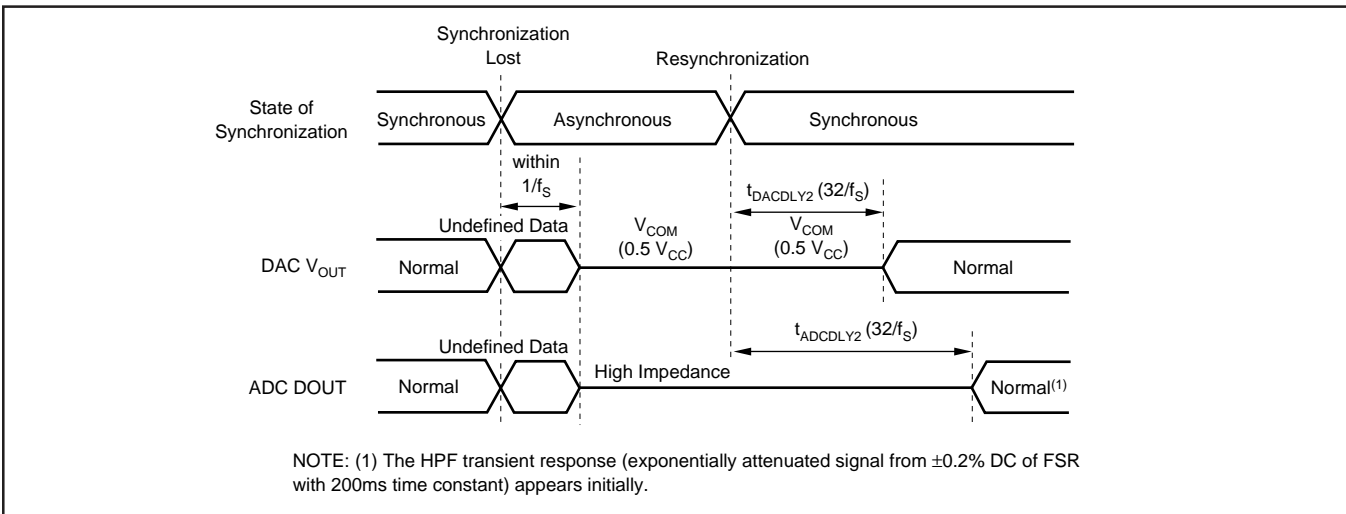 Synchronization
Lost
Resynchronization
State of
Synchronization
Synchronous
Asynchronous
Synchronous
within
1/fS
tDACDLY2 (32/fS)
Undefined Data
VCOM
(0.5 VCC)
VCOM
(0.5 VCC)
DAC VOUT
Normal
Normal
tADCDLY2 (32/fS)
Undefined Data
High Impedance
ADC DOUT
Normal
Normal(1)
NOTE: (1) The HPF transient response (exponentially attenuated signal from ±0.2% DC of FSR
with 200ms time constant) appears initially.